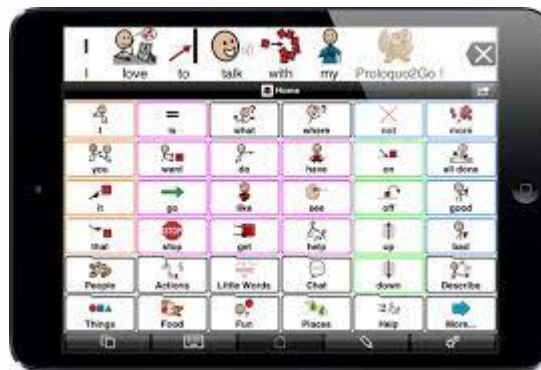 I love to talk with my Proloquo2Go !
Home
I is what where not more
you want do have on all done
it go like see off good
that stop get help up bad
People Actions Little Words Chat down Describe
Things Food Fun Places Help More...